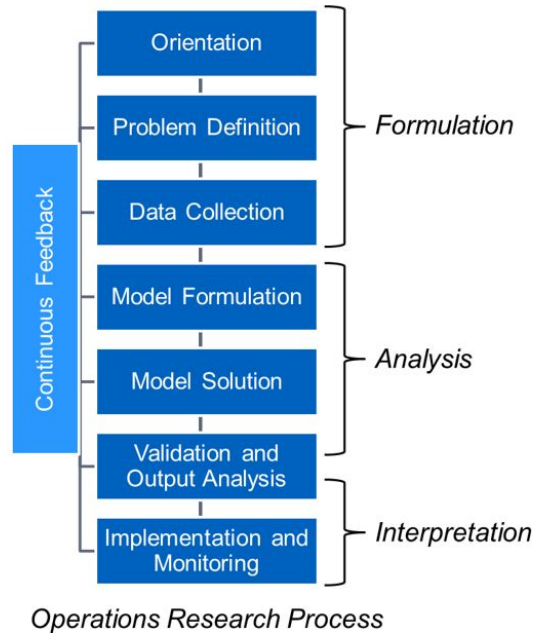 Orientation
Problem Definition
Data Collection
Formulation
Continuous Feedback
Model Formulation
Model Solution
Analysis
Validation and
Output Analysis
Implementation and
Monitoring
Interpretation
Operations Research Process